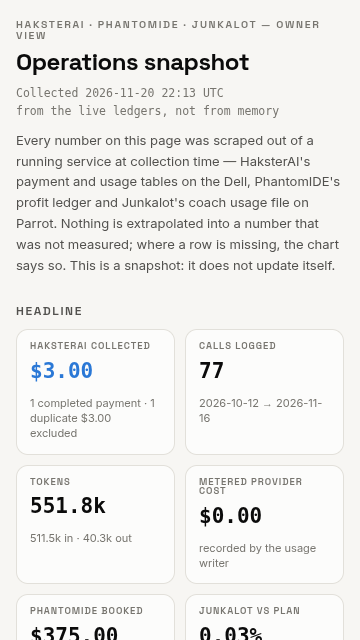 HAKSTERAI · PHANTOMIDE · JUNKALOT — OWNER
VIEW
Operations snapshot
Collected 2026-11-20 22:13 UTC
from the live ledgers, not from memory
Every number on this page was scraped out of a
running service at collection time — HaksterAI's
payment and usage tables on the Dell, PhantomIDE's
profit ledger and Junkalot's coach usage file on
Parrot. Nothing is extrapolated into a number that
was not measured; where a row is missing, the chart
says so. This is a snapshot: it does not update itself.
HEADLINE
HAKSTERAI COLLECTED
$3.00
1 completed payment · 1
duplicate $3.00
excluded
CALLS LOGGED
77
2026-10-12 → 2026-11-
16
TOKENS
551.8k
511.5k in · 40.3k out
METERED PROVIDER
COST
$0.00
recorded by the usage
writer
PHANTOMIDE BOOKED
$375.00
JUNKALOT VS PLAN
0.03%